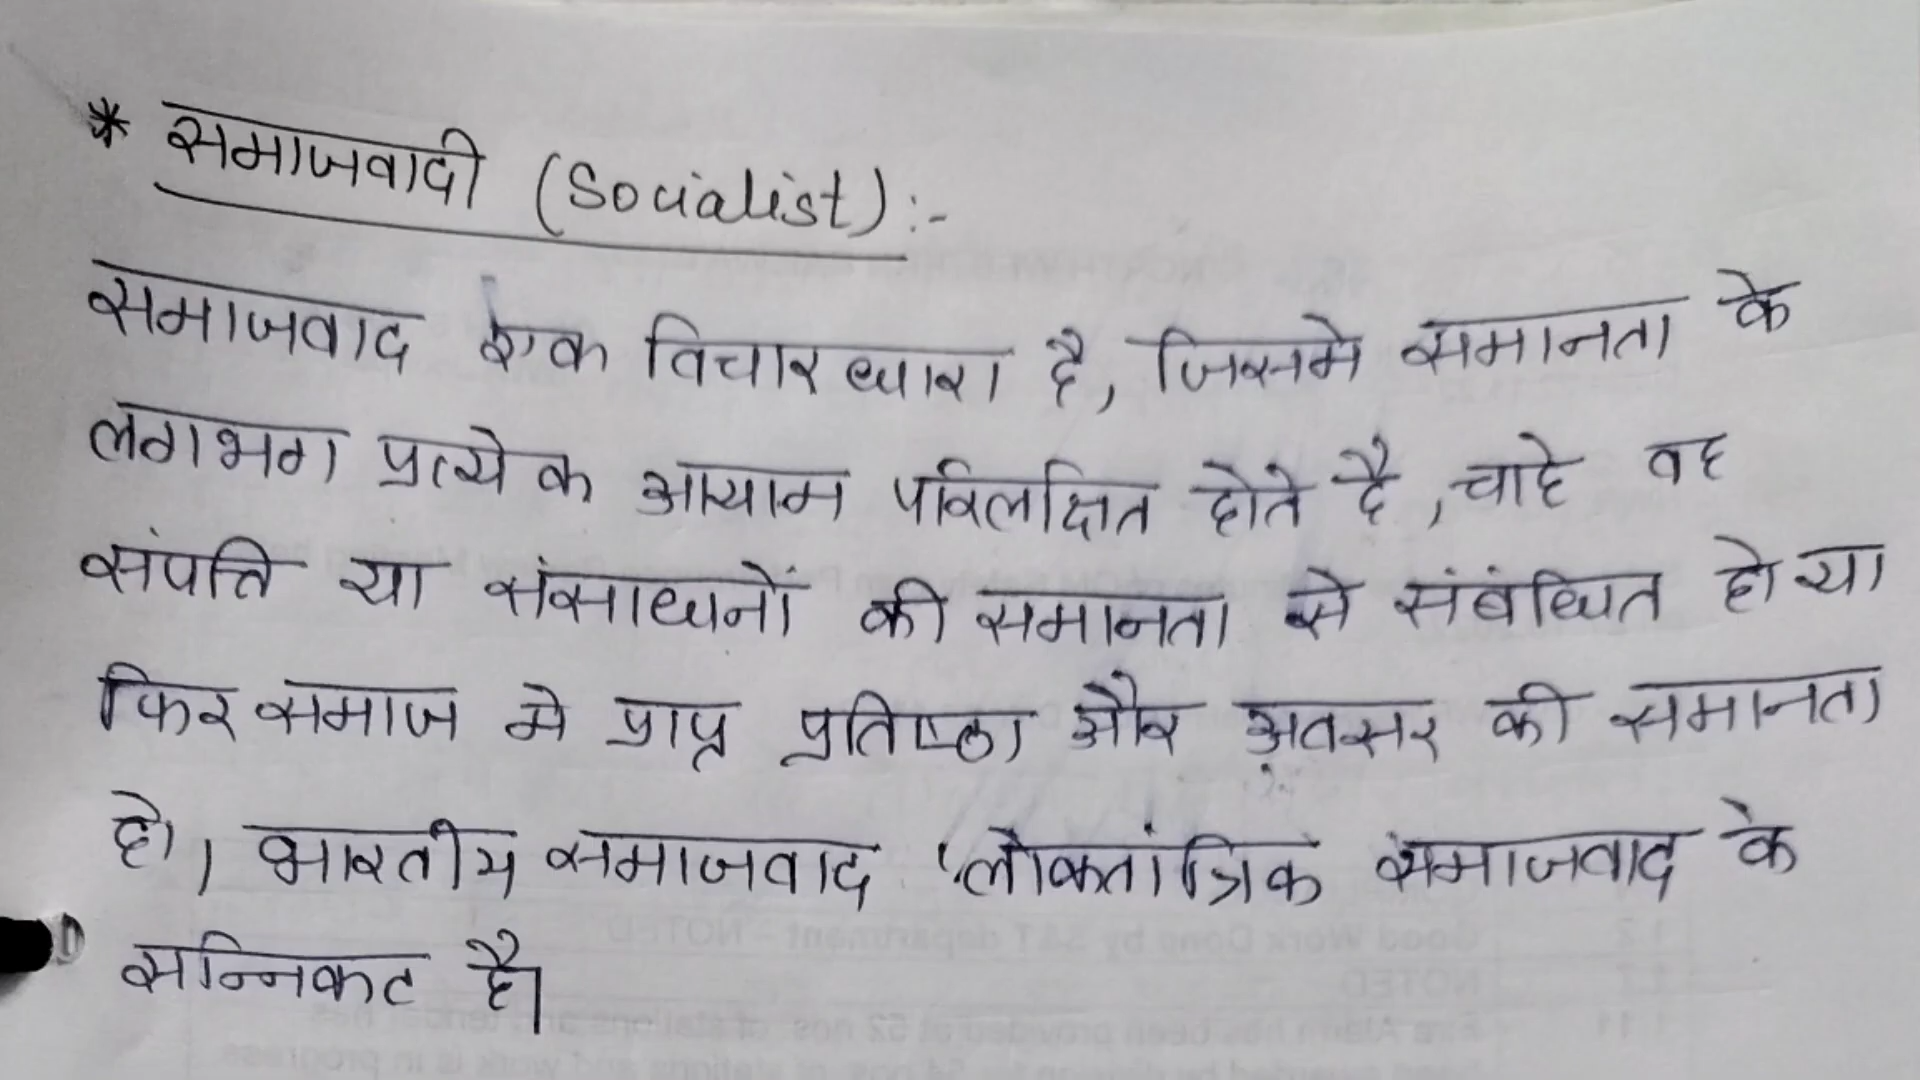 * समाजवादी (Socialist) :-
समाजवाद एक विचारधारा है, जिसमे समानता के
लगभग प्रत्येक आयाम परिलक्षित होते है, चाहे वह
संपत्ति या संसाधनों की समानता से संबंधित हो या
फिर समाज मे प्राप्त प्रतिष्ठा और अवसर की समानता
हो। भारतीय समाजवाद 'लोकतांत्रिक समाजवाद के
सन्निकट है।